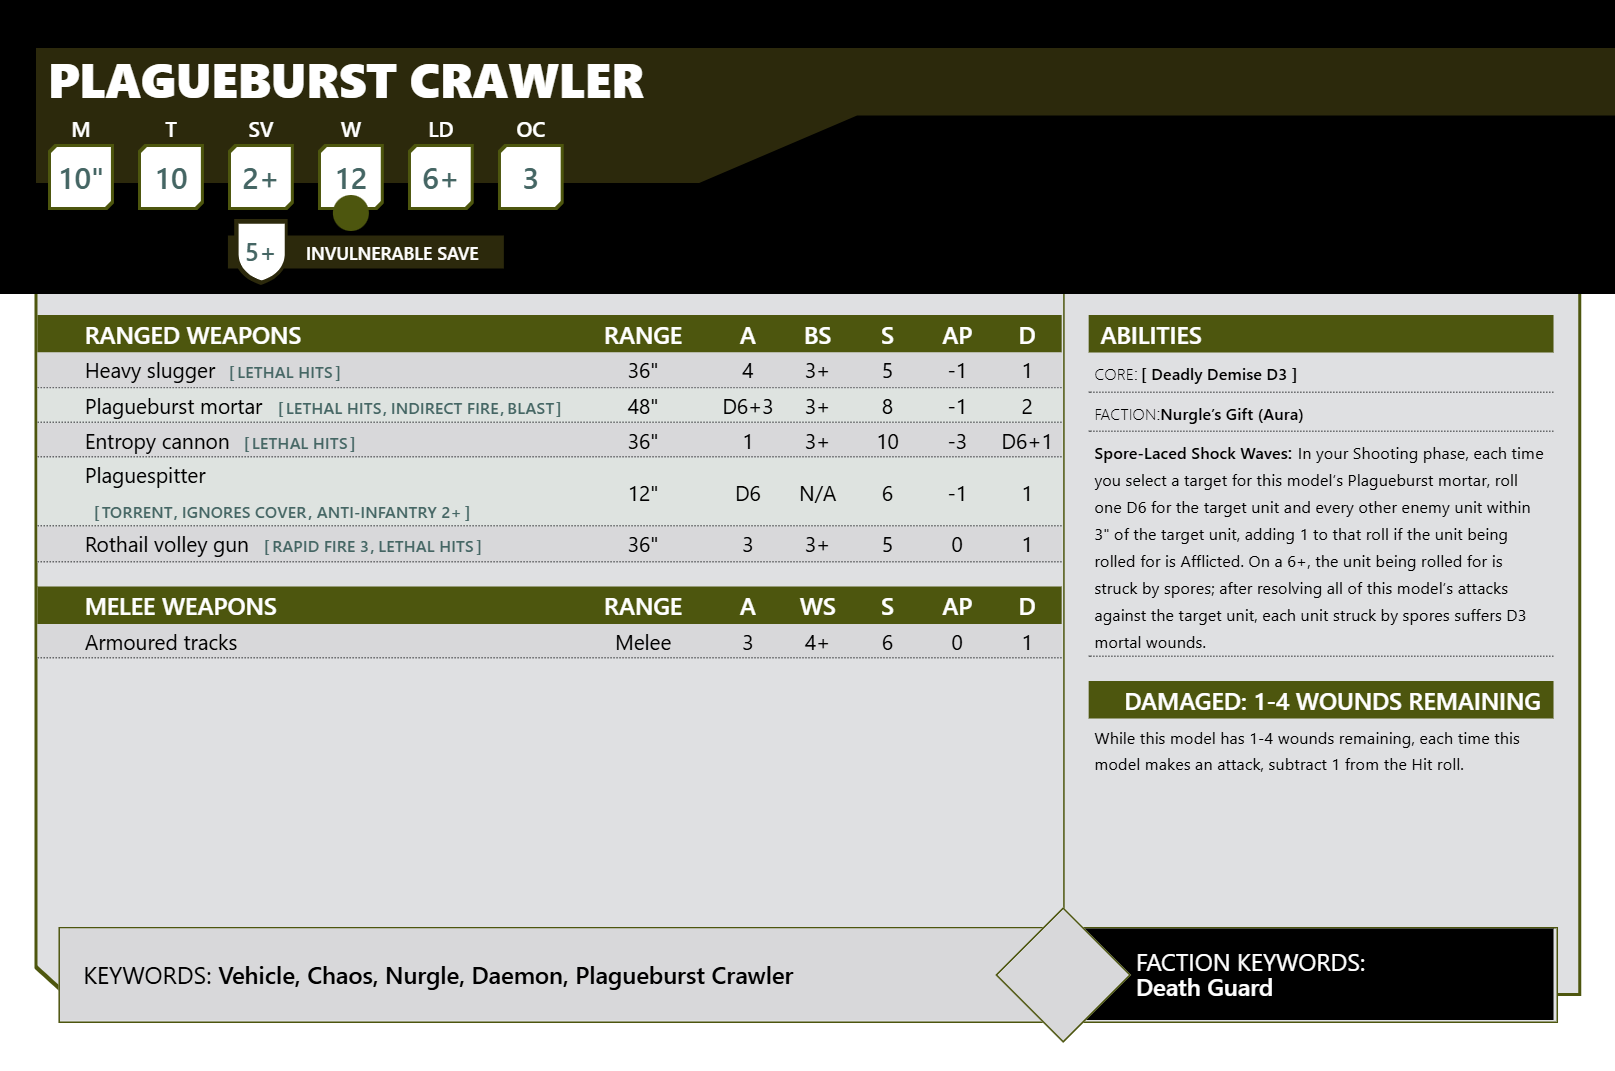 PLAGUEBURST CRAWLER
M T SV W LD OC
10" 10 2+ 12 6+ 3
5+ INVULNERABLE SAVE
RANGED WEAPONS RANGE A BS S AP D
Heavy slugger [LETHAL HITS] 36" 4 3+ 5 -1 1
Plagueburst mortar [LETHAL HITS, INDIRECT FIRE, BLAST] 48" D6+3 3+ 8 -1 2
Entropy cannon [LETHAL HITS] 36" 1 3+ 10 -3 D6+1
Plaguespitter
[TORRENT, IGNORES COVER, ANTI-INFANTRY 2+] 12" D6 N/A 6 -1 1
Rothail volley gun [RAPID FIRE 3, LETHAL HITS] 36" 3 3+ 5 0 1
MELEE WEAPONS RANGE A WS S AP D
Armoured tracks Melee 3 4+ 6 0 1
ABILITIES
CORE: [ Deadly Demise D3 ]
FACTION:Nurgle's Gift (Aura)
Spore-Laced Shock Waves: In your Shooting phase, each time
you select a target for this model's Plagueburst mortar, roll
one D6 for the target unit and every other enemy unit within
3" of the target unit, adding 1 to that roll if the unit being
rolled for is Afflicted. On a 6+, the unit being rolled for is
struck by spores; after resolving all of this model's attacks
against the target unit, each unit struck by spores suffers D3
mortal wounds.
DAMAGED: 1-4 WOUNDS REMAINING
While this model has 1-4 wounds remaining, each time this
model makes an attack, subtract 1 from the Hit roll.
KEYWORDS: Vehicle, Chaos, Nurgle, Daemon, Plagueburst Crawler
FACTION KEYWORDS:
Death Guard